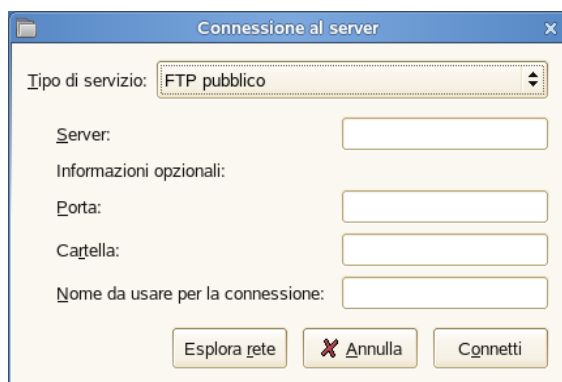 Connessione al server
Tipo di servizio: FTP pubblico
Server:
Informazioni opzionali:
Porta:
Cartella:
Nome da usare per la connessione:
Esplora rete Annulla Connetti